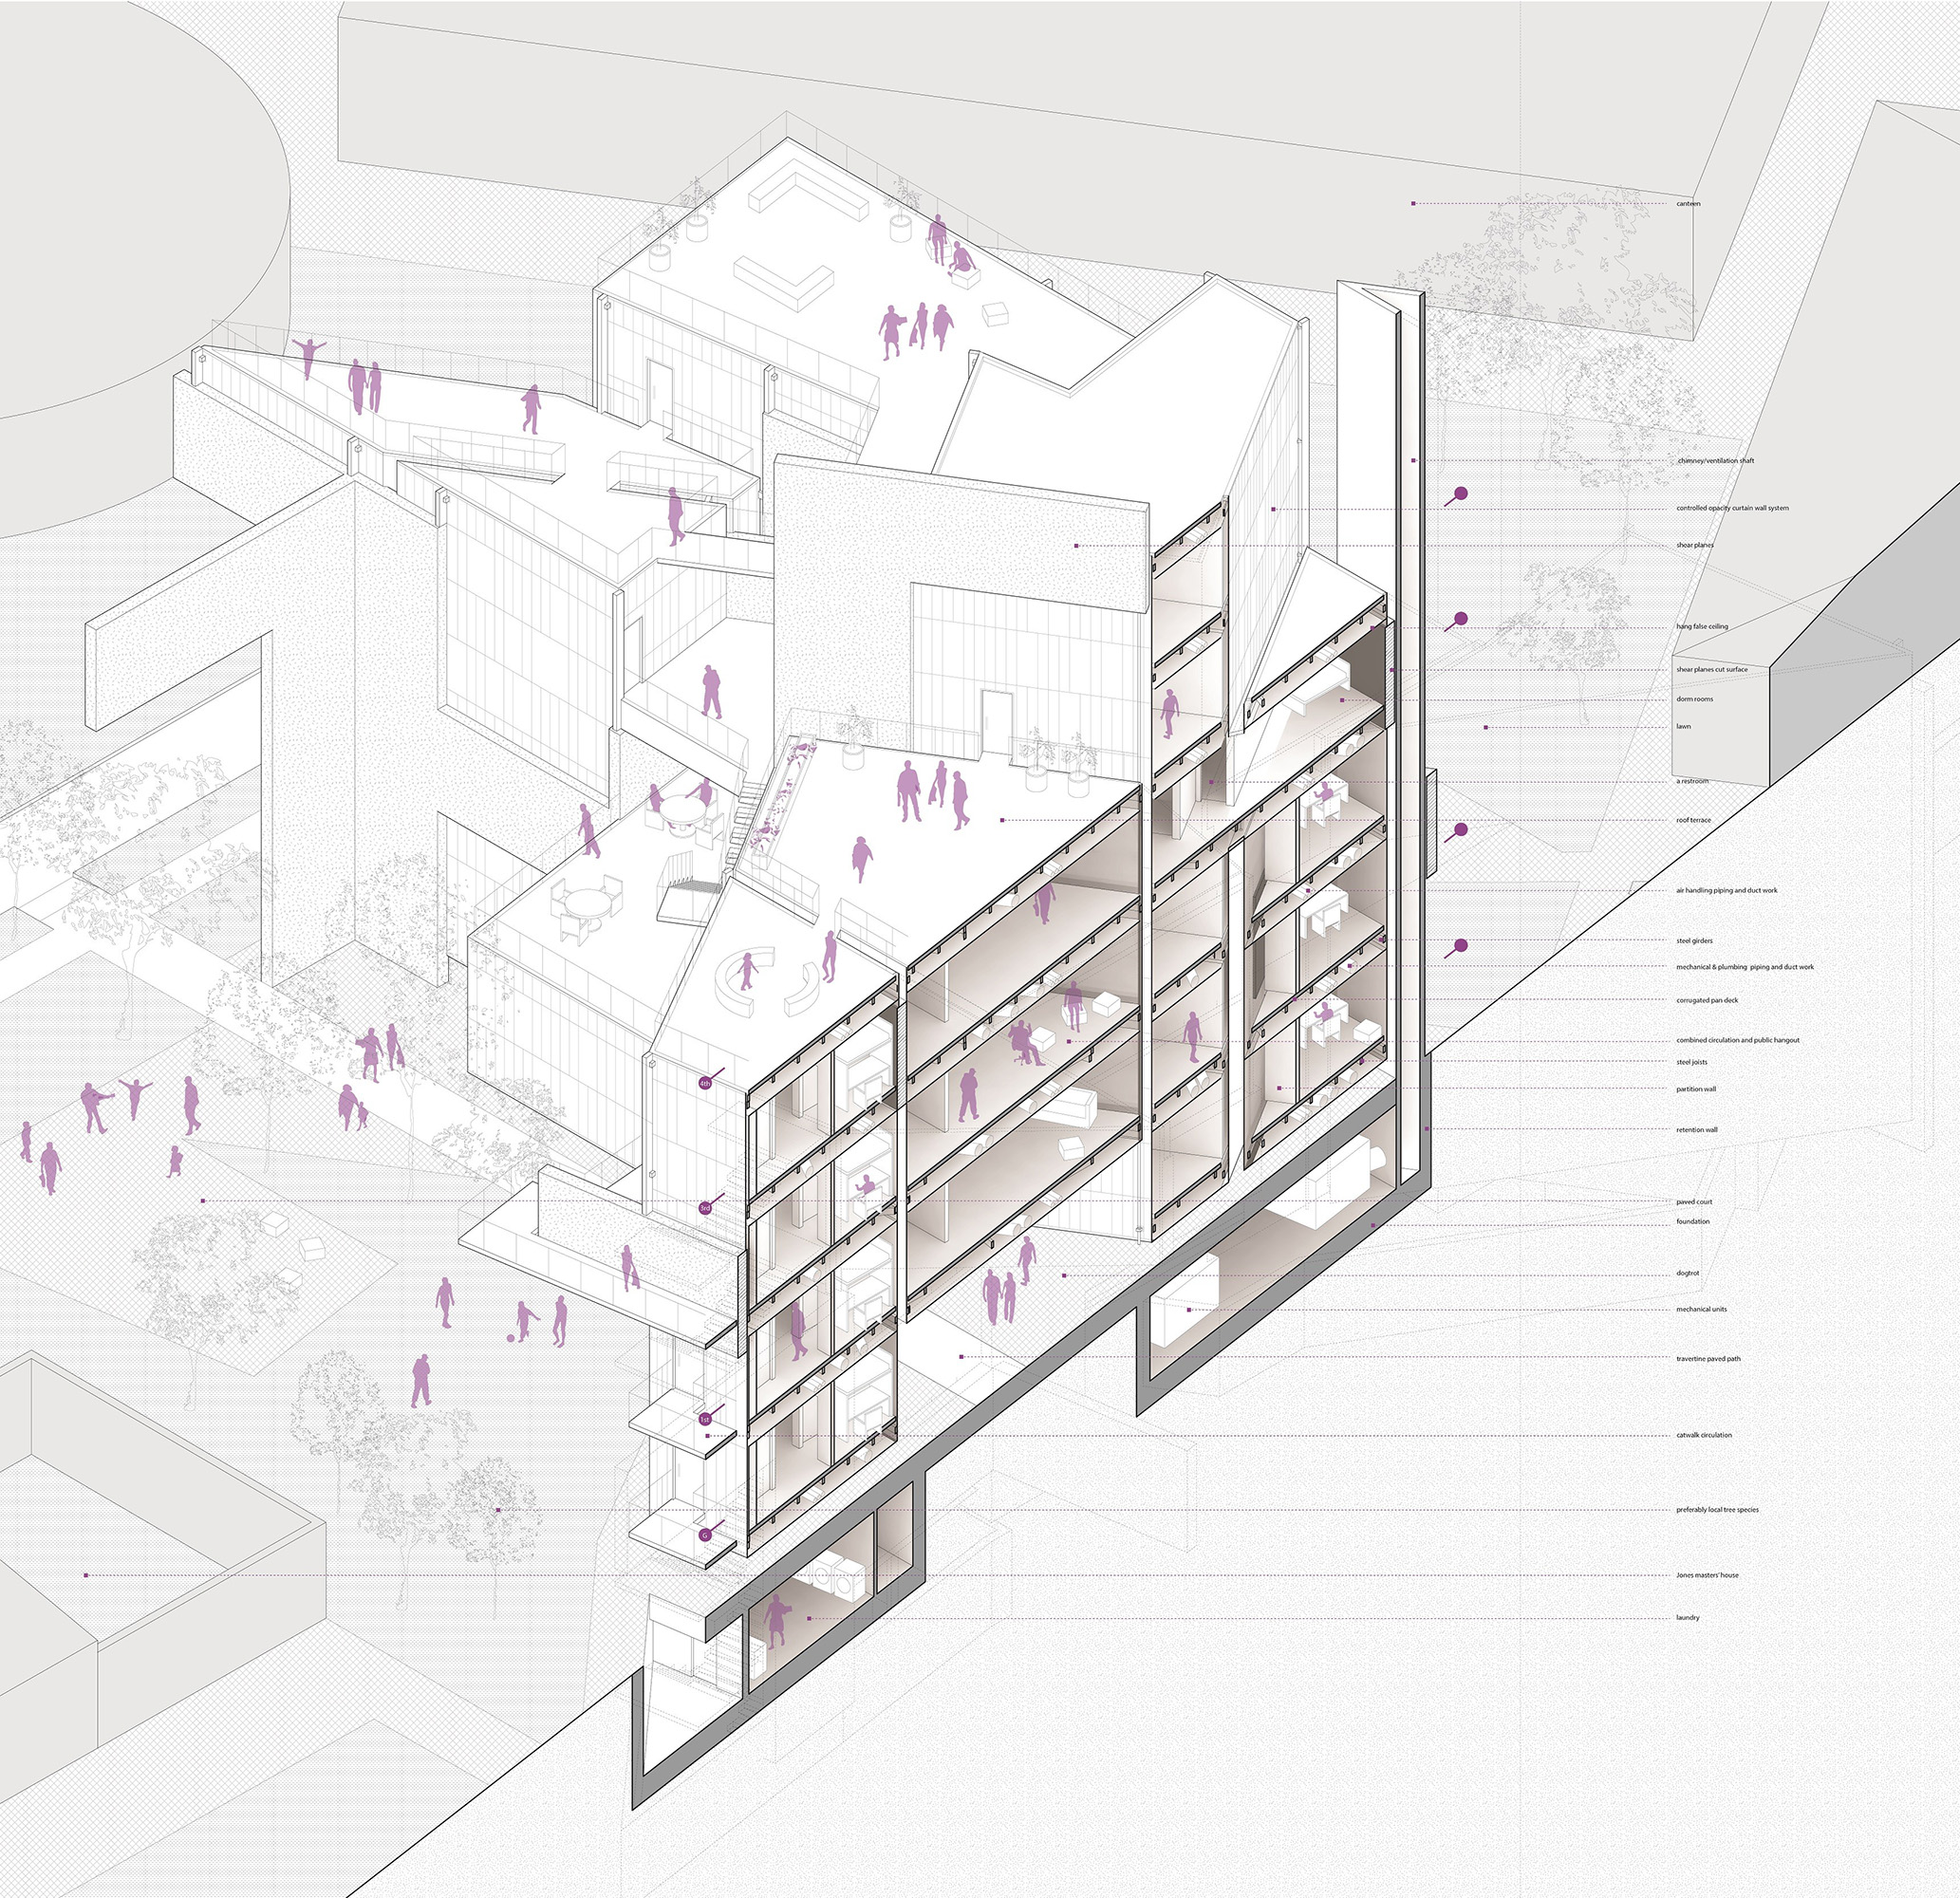 canteen
chimney/ventilation shaft
controlled opacity curtain wall system
shear planes
hang false ceiling
shear planes cut surface
dorm rooms
lawn
a restroom
roof terrace
air handling piping and duct work
steel girders
mechanical & plumbing piping and duct work
corrugated pan deck
combined circulation and public hangout
steel joists
4th
partition wall
retention wall
paved court
3rd
foundation
dogtrot
mechanical units
travertine paved path
1st
catwalk circulation
preferably local tree species
G
Jones masters' house
laundry